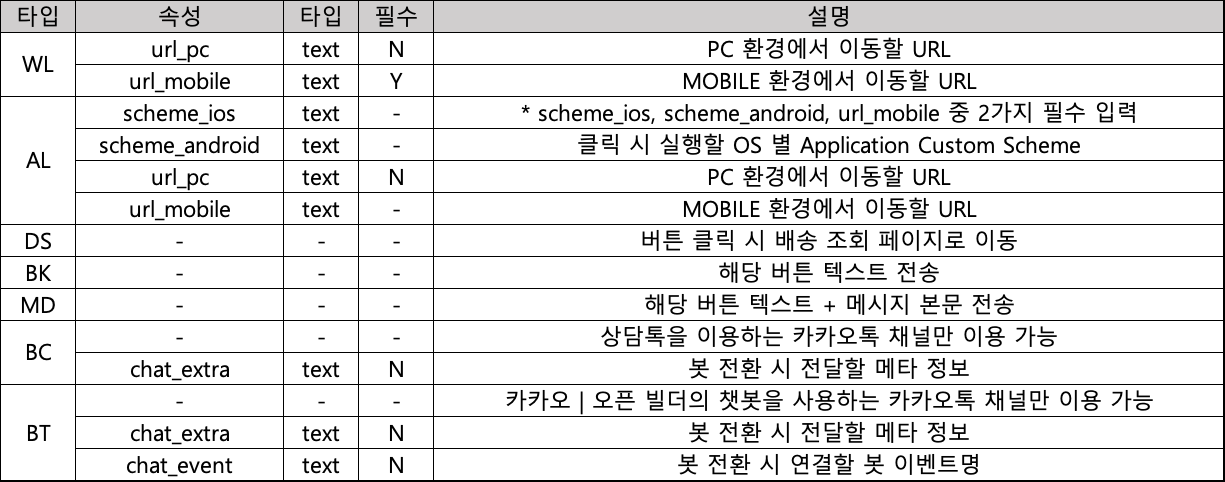 타입 속성 타입 필수 설명
WL url_pc text N PC 환경에서 이동할 URL
url_mobile text Y MOBILE 환경에서 이동할 URL
AL scheme_ios text - * scheme_ios, scheme_android, url_mobile 중 2가지 필수 입력
scheme_android text - 클릭 시 실행할 OS 별 Application Custom Scheme
url_pc text N PC 환경에서 이동할 URL
url_mobile text - MOBILE 환경에서 이동할 URL
DS - - - 버튼 클릭 시 배송 조회 페이지로 이동
BK - - - 해당 버튼 텍스트 전송
MD - - - 해당 버튼 텍스트 + 메시지 본문 전송
BC - - - 상담톡을 이용하는 카카오톡 채널만 이용 가능
chat_extra text N 봇 전환 시 전달할 메타 정보
BT - - - 카카오 | 오픈 빌더의 챗봇을 사용하는 카카오톡 채널만 이용 가능
chat_extra text N 봇 전환 시 전달할 메타 정보
chat_event text N 봇 전환 시 연결할 봇 이벤트명